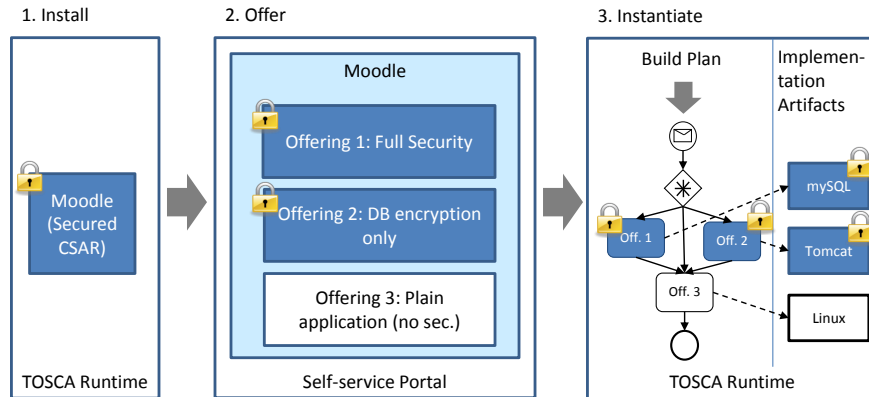 1. Install
Moodle
(Secured
CSAR)
TOSCA Runtime
2. Offer
Moodle
Offering 1: Full Security
Offering 2: DB encryption
only
Offering 3: Plain
application (no sec.)
Self-service Portal
3. Instantiate
Build Plan
Off. 1
Off. 2
Off. 3
Implemen-
tation
Artifacts
mySQL
Tomcat
Linux
TOSCA Runtime